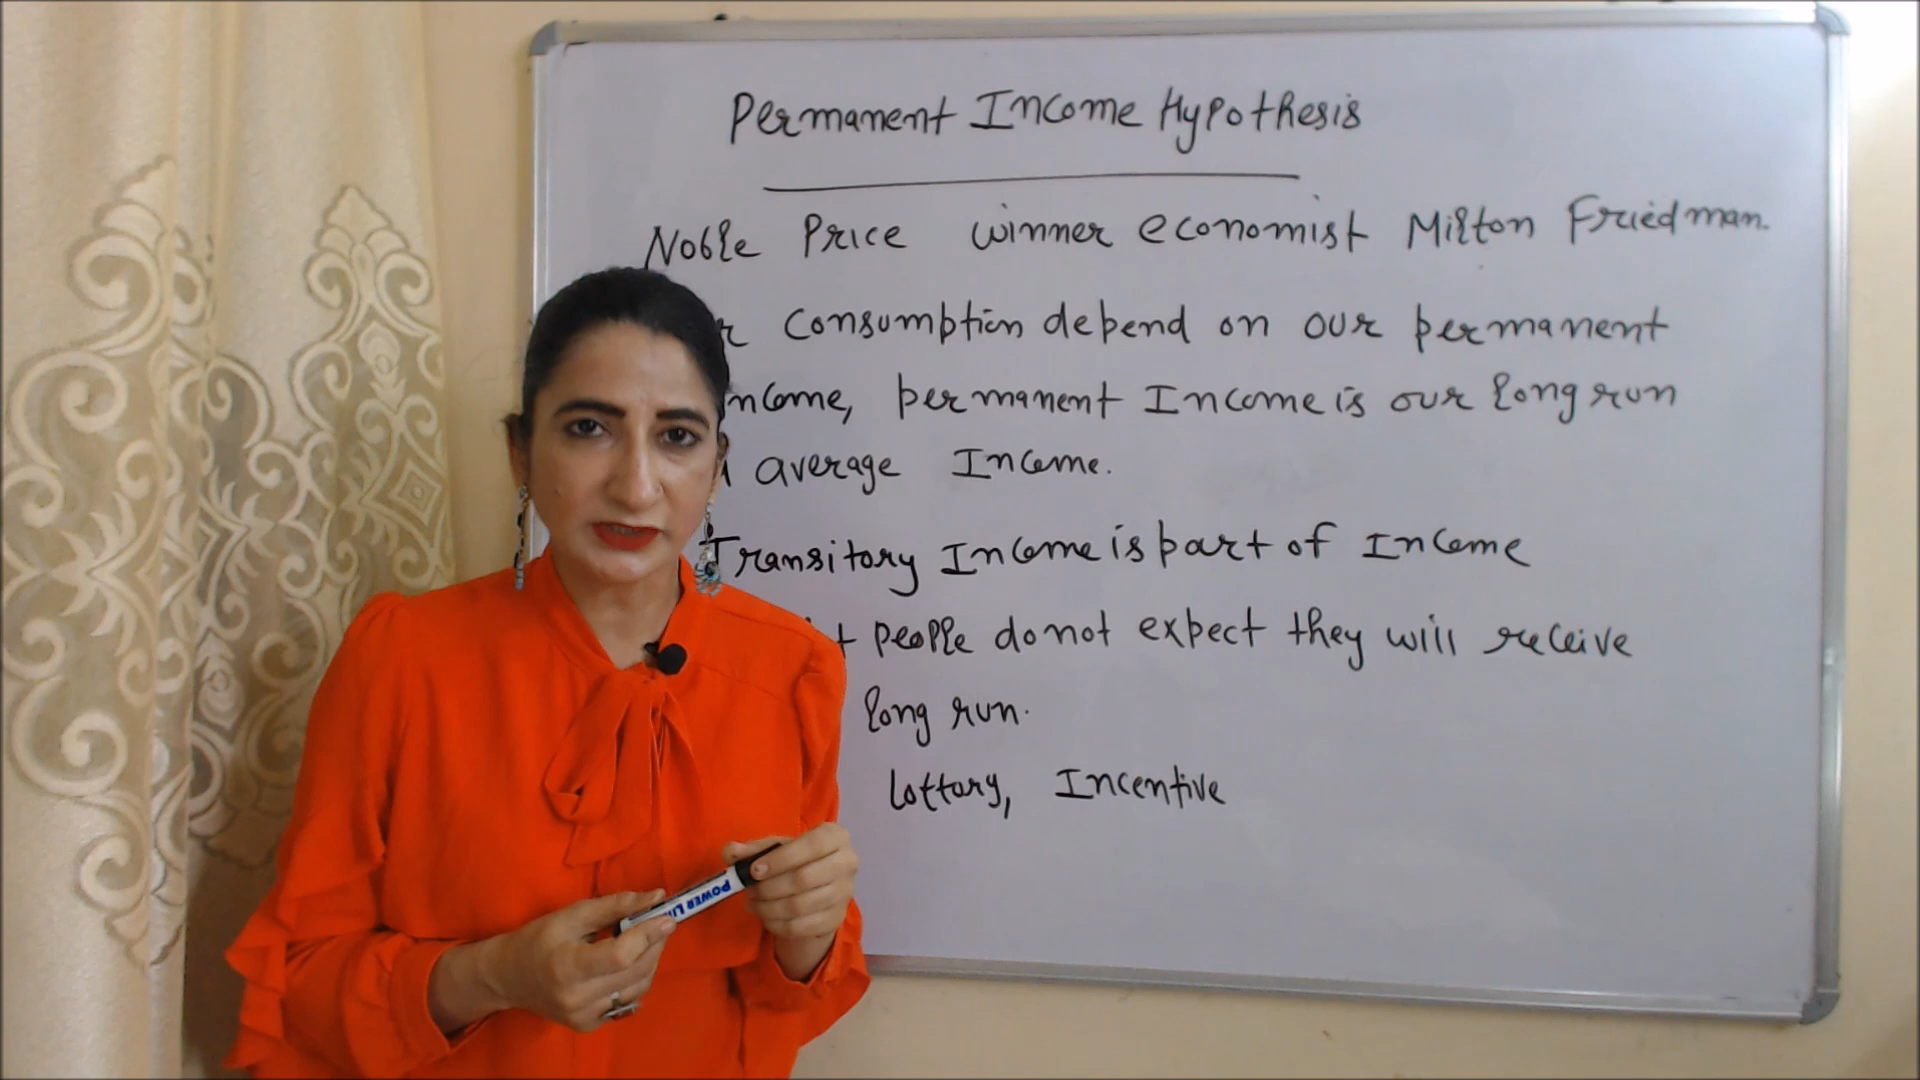 Permanent Income Hypothesis
Noble Price winner economist Milton Friedman.
consumption depend on our permanent
ncome, permanent Income is our long run
average Income.
Transitory Income is part of Income
people do not expect they will receive
long run.
Lottory, Incentive
POWER LI